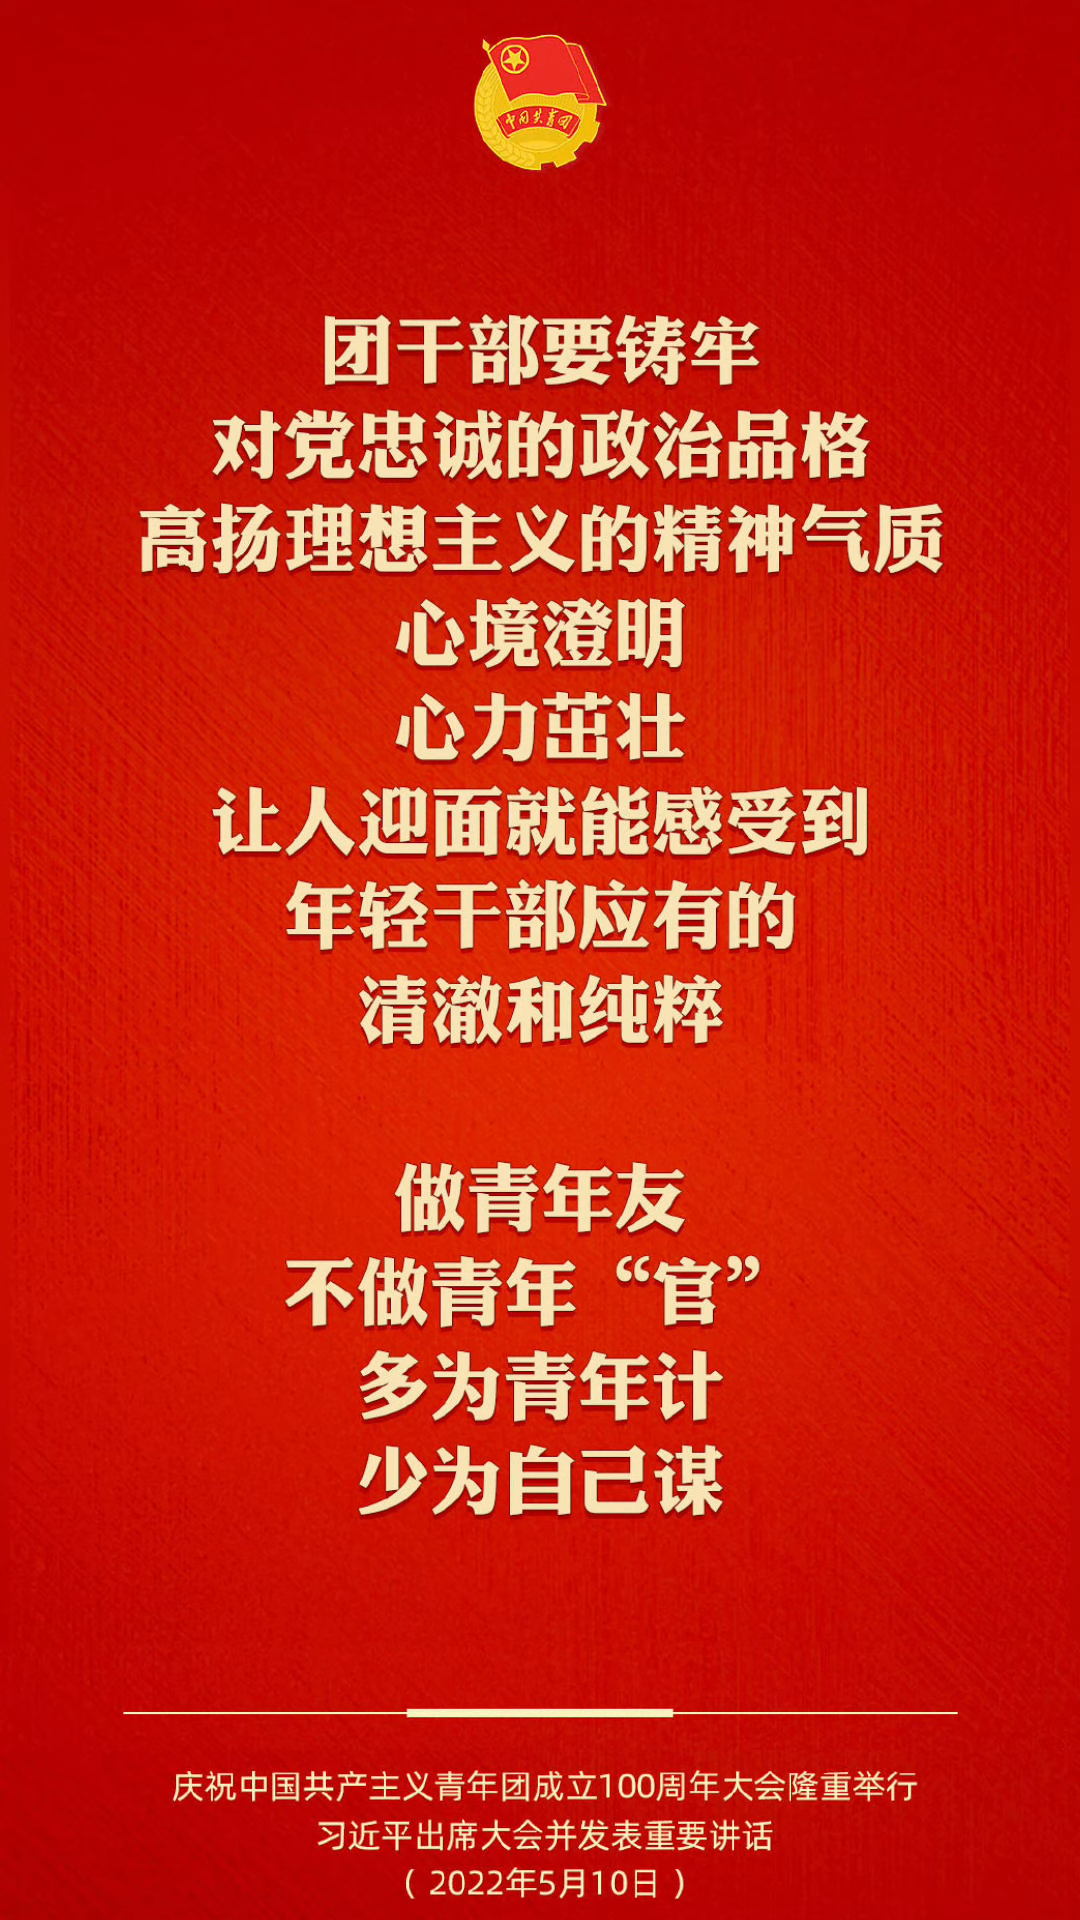 中国共青团
团干部要铸牢
对党忠诚的政治品格
高扬理想主义的精神气质
心境澄明
心力茁壮
让人迎面就能感受到
年轻干部应有的
清澈和纯粹
做青年友
不做青年“官”
多为青年计
少为自己谋
庆祝中国共产主义青年团成立100周年大会隆重举行
习近平出席大会并发表重要讲话
（2022年5月10日）